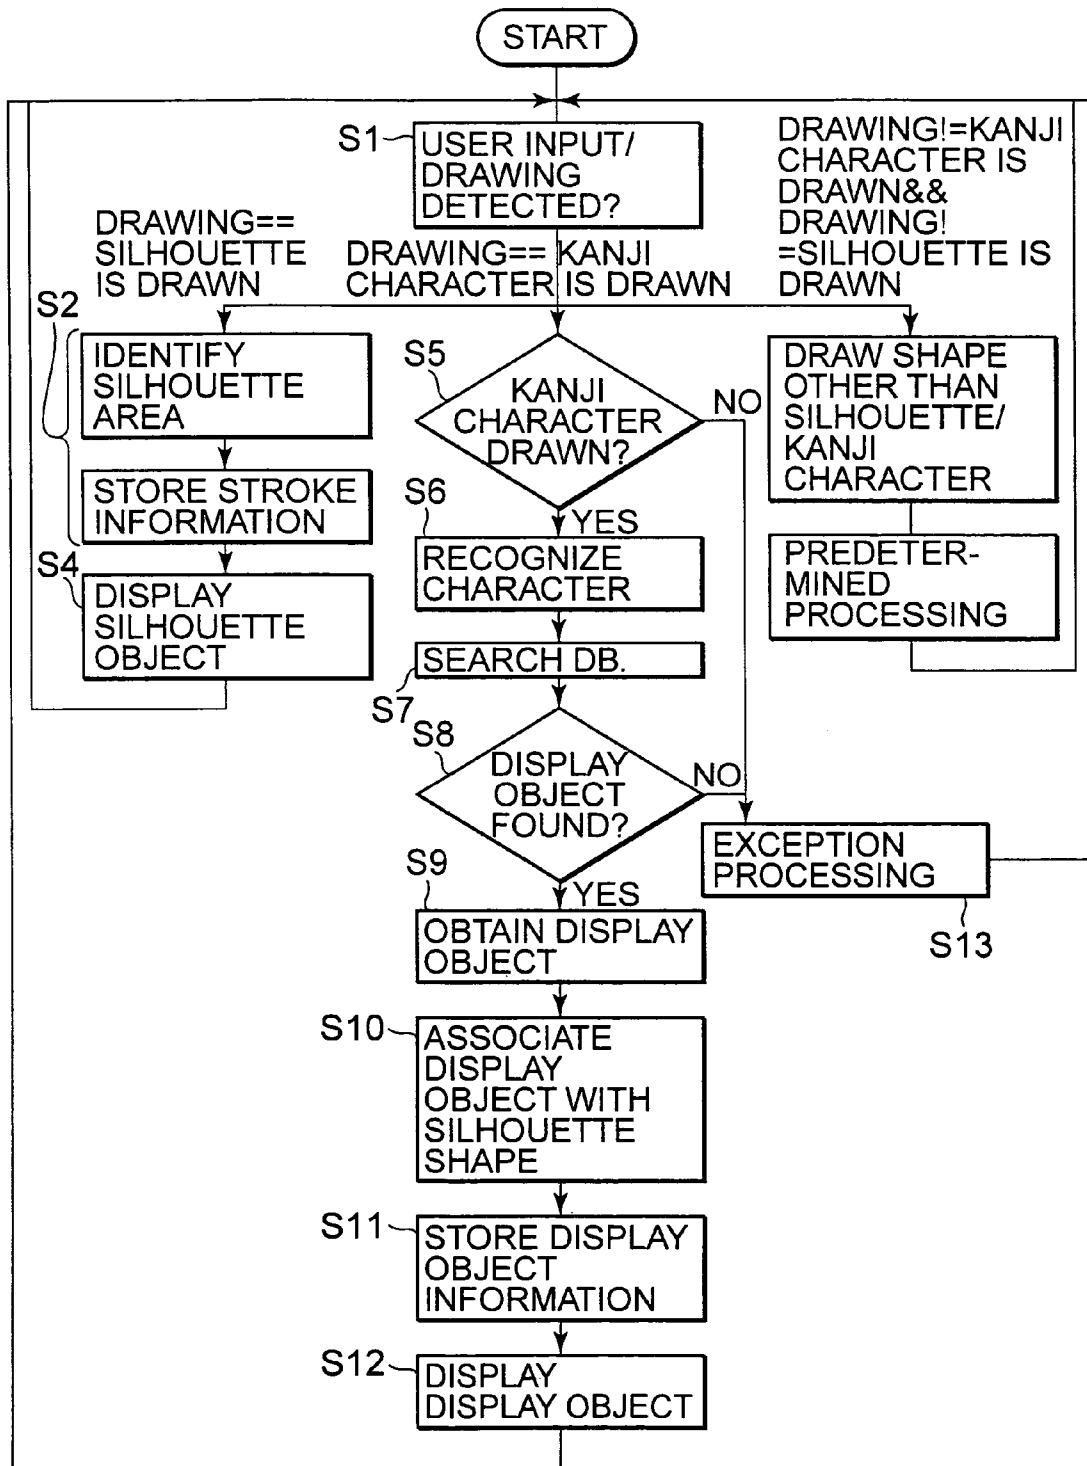 START
S1
USER INPUT/
DRAWING
DETECTED?
DRAWING!=KANJI
CHARACTER IS
DRAWN&&
DRAWING!
=SILHOUETTE IS
DRAWN
DRAWING==
SILHOUETTE
IS DRAWN
DRAWING== KANJI
CHARACTER IS DRAWN
S2
IDENTIFY
SILHOUETTE
AREA
STORE STROKE
INFORMATION
S4
DISPLAY
SILHOUETTE
OBJECT
S5
KANJI
CHARACTER
DRAWN?
NO
YES
S6
RECOGNIZE
CHARACTER
SEARCH DB.
S7
S8
DISPLAY
OBJECT
FOUND?
NO
YES
DRAW SHAPE
OTHER THAN
SILHOUETTE/
KANJI
CHARACTER
PREDETER-
MINED
PROCESSING
EXCEPTION
PROCESSING
S13
S9
OBTAIN DISPLAY
OBJECT
S10
ASSOCIATE
DISPLAY
OBJECT WITH
SILHOUETTE
SHAPE
S11
STORE DISPLAY
OBJECT
INFORMATION
S12
DISPLAY
DISPLAY OBJECT